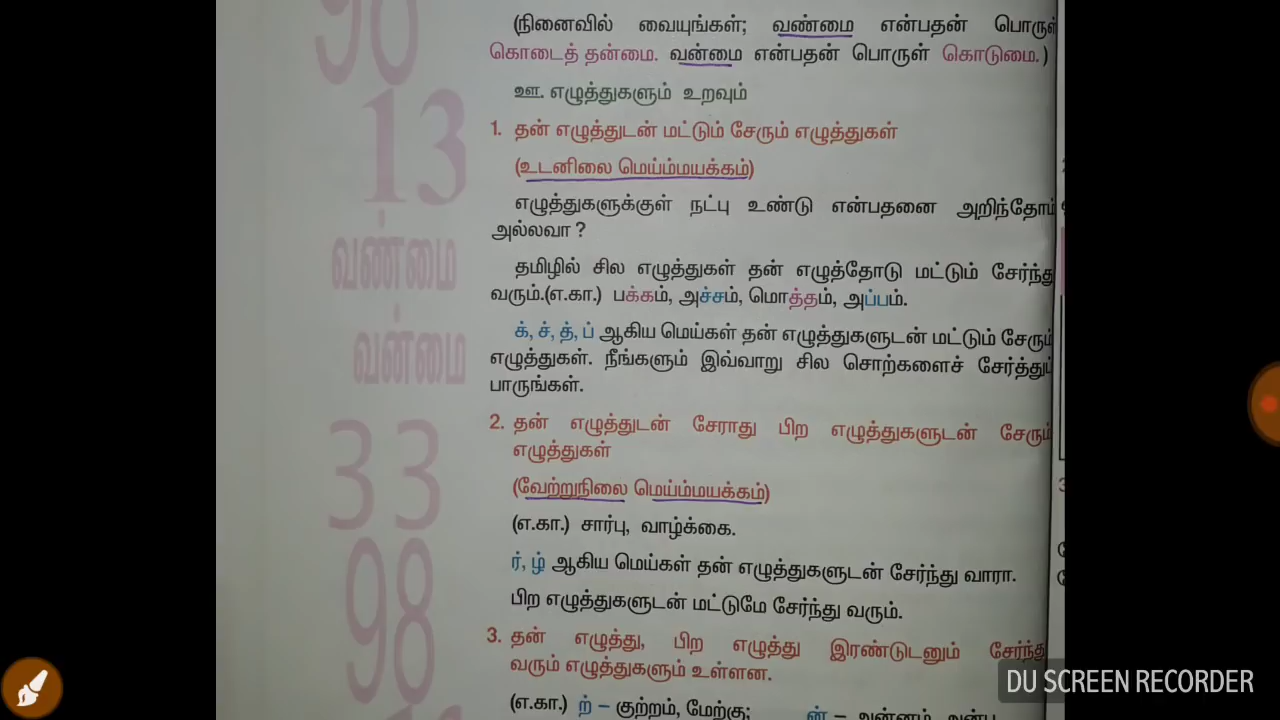 98
(நினைவில் வையுங்கள்; வண்மை என்பதன் பொருள்
கொடைத் தன்மை. வன்மை என்பதன் பொருள் கொடுமை.)
ஊ. எழுத்துகளும் உறவும்
13
1. தன் எழுத்துடன் மட்டும் சேரும் எழுத்துகள்
(உடனிலை மெய்ம்மயக்கம்)
எழுத்துகளுக்குள் நட்பு உண்டு என்பதனை அறிந்தோம்
அல்லவா ?
வண்மை
தமிழில் சில எழுத்துகள் தன் எழுத்தோடு மட்டும் சேர்ந்து
வரும்.(எ.கா.) பக்கம், அச்சம், மொத்தம், அப்பம்.
க், ச், த், ப் ஆகிய மெய்கள் தன் எழுத்துகளுடன் மட்டும் சேரும்
வன்மை
எழுத்துகள். நீங்களும் இவ்வாறு சில சொற்களைச் சேர்த்துப்
பாருங்கள்.
33
2. தன் எழுத்துடன் சேராது பிற எழுத்துகளுடன் சேரும்
எழுத்துகள்
(வேற்றுநிலை மெய்ம்மயக்கம்)
(எ.கா.) சார்பு, வாழ்க்கை.
ர், ழ் ஆகிய மெய்கள் தன் எழுத்துகளுடன் சேர்ந்து வாரா.
98
பிற எழுத்துகளுடன் மட்டுமே சேர்ந்து வரும்.
3. தன் எழுத்து, பிற எழுத்து இரண்டுடனும் சேர்ந்து
வரும் எழுத்துகளும் உள்ளன.
(எ.கா.) ற் – குற்றம், மேற்கு; ன் – அன்னம், அன்பு
DU SCREEN RECORDER